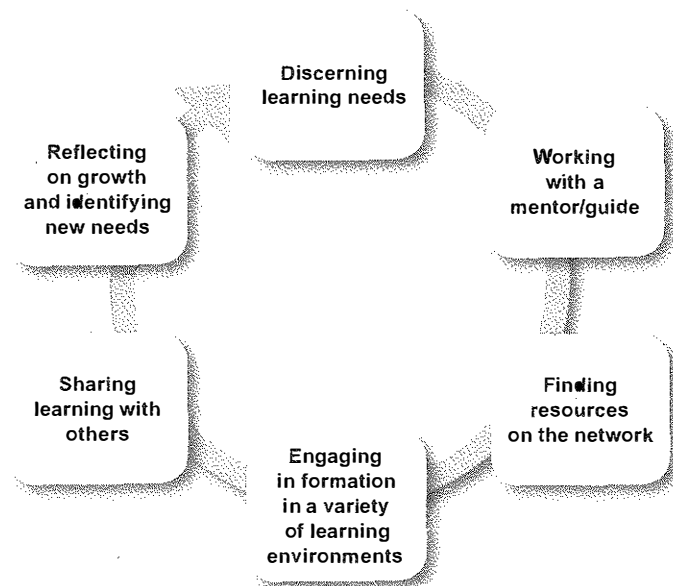 Discerning
learning needs
Working
with a
mentor/guide
Finding
resources
on the network
Engaging
in formation
in a variety
of learning
environments
Sharing
learning with
others
Reflecting
on growth
and identifying
new needs